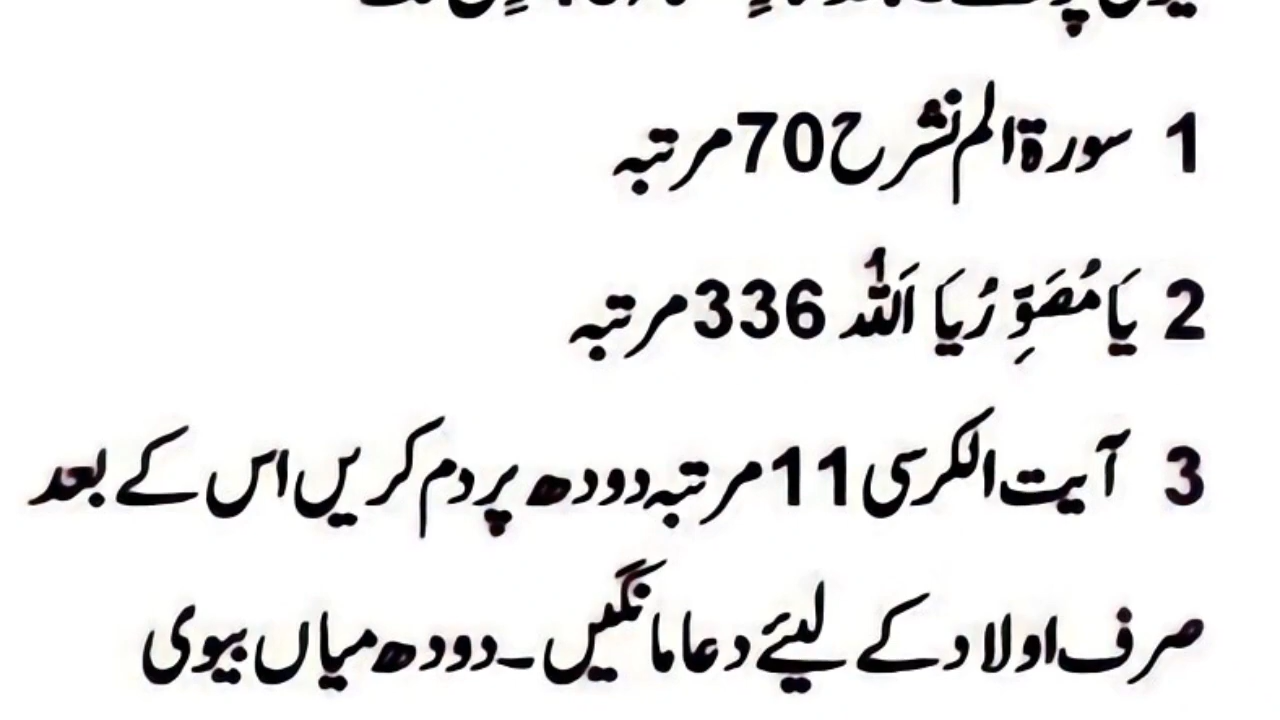 1 سورة الم نشرح 70 مرتبہ
2 يَا مُصَوِّرُ يَا اَللّٰهُ 336 مرتبہ
3 آیت الکرسی 11 مرتبہ دودھ پر دم کریں اس کے بعد
صرف اولاد کے لیئے دعا مانگیں۔ دودھ میاں بیوی